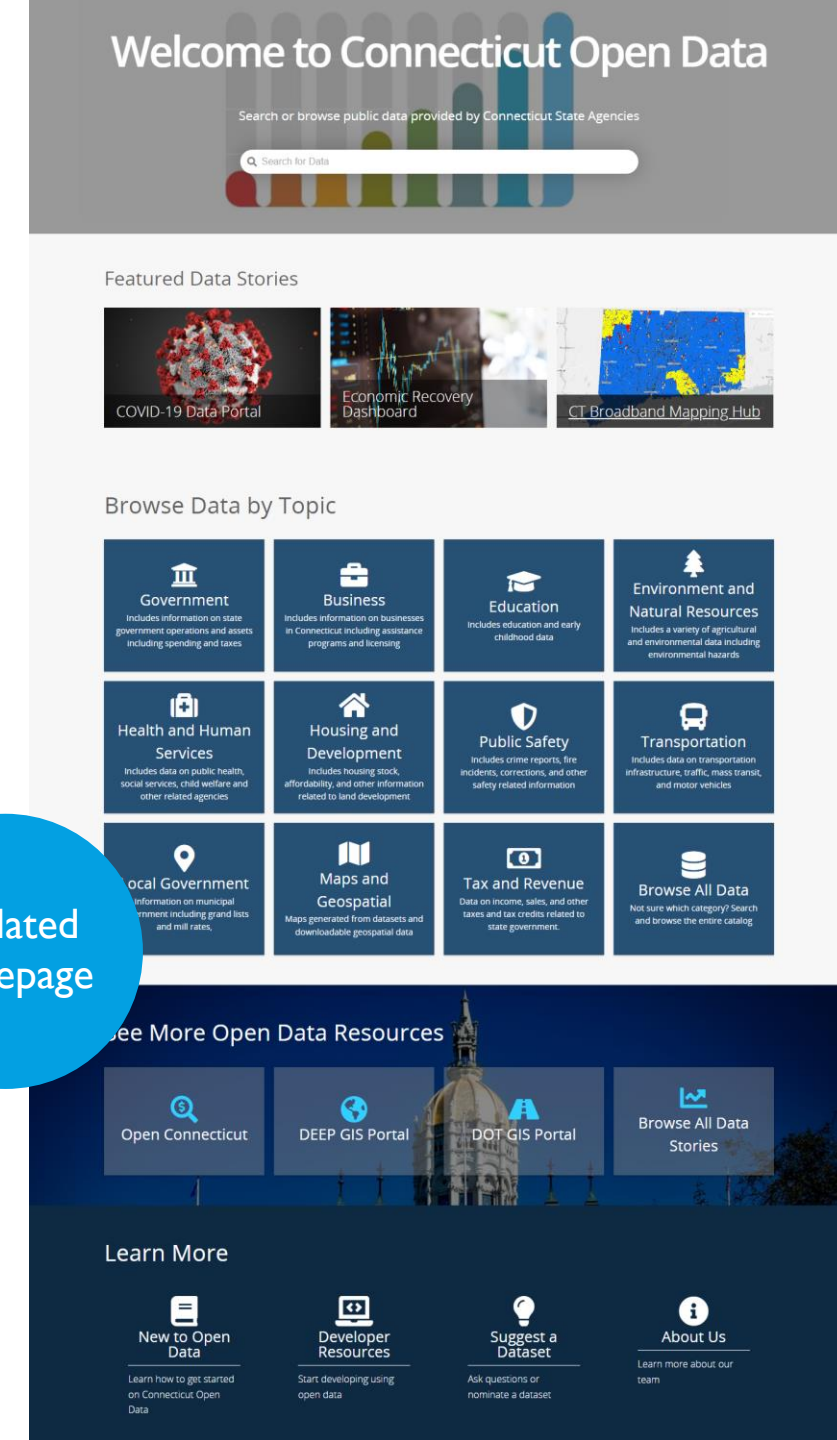 Welcome to Connecticut Open Data
Search or browse public data provided by Connecticut State Agencies
Search for Data
Featured Data Stories
COVID-19 Data Portal
Economic Recovery
Dashboard
CT Broadband Mapping Hub
Browse Data by Topic
Government
Includes information on state
government operations and assets
including spending and taxes
Business
Includes information on businesses
in Connecticut including assistance
programs and licensing
Education
Includes education and early
childhood data
Environment and
Natural Resources
Includes a variety of agricultural
and environmental data including
environmental hazards
Health and Human
Services
Includes data on public health,
social services, child welfare and
other related agencies
Housing and
Development
Includes housing stock,
affordability, and other information
related to land development
Public Safety
Includes crime reports, fire
incidents, corrections, and other
safety related information
Transportation
Includes data on transportation
infrastructure, traffic, mass transit,
and motor vehicles
ocal Government
information on municipal
ernment including grand lists
and mill rates,
Maps and
Geospatial
Maps generated from datasets and
downloadable geospatial data
Tax and Revenue
Data on income, sales, and other
taxes and tax credits related to
state government.
Browse All Data
Not sure which category? Search
and browse the entire catalog
lated
epage
See More Open Data Resources
Open Connecticut
DEEP GIS Portal
DOT GIS Portal
Browse All Data
Stories
Learn More
New to Open
Data
Learn how to get started
on Connecticut Open
Data
Developer
Resources
Start developing using
open data
Suggest a
Dataset
Ask questions or
nominate a dataset
About Us
Learn more about our
team